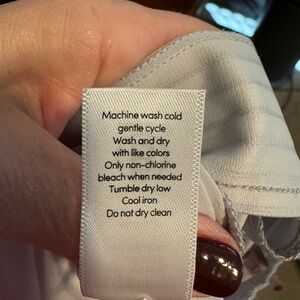 Machine wash cold
gentle cycle
Wash and dry
with like colors
Only non-chlorine
bleach when needed
Tumble dry low
Cool iron
Do not dry clean